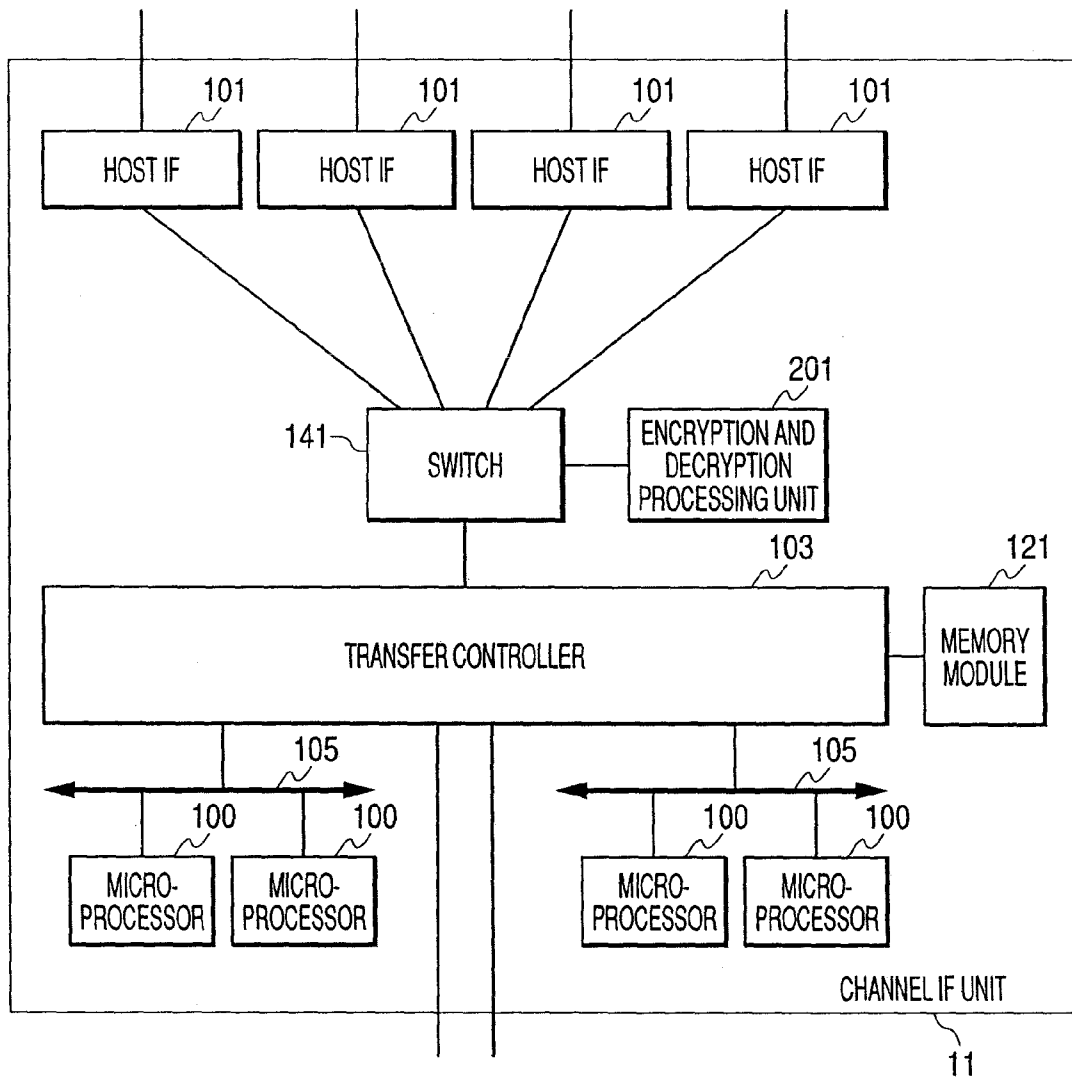 101
101
101
101
HOST IF
HOST IF
HOST IF
HOST IF
201
141
SWITCH
ENCRYPTION AND
DECRYPTION
PROCESSING UNIT
103
121
TRANSFER CONTROLLER
MEMORY
MODULE
105
105
100
100
100
100
MICRO-
PROCESSOR
MICRO-
PROCESSOR
MICRO-
PROCESSOR
MICRO-
PROCESSOR
CHANNEL IF UNIT
11